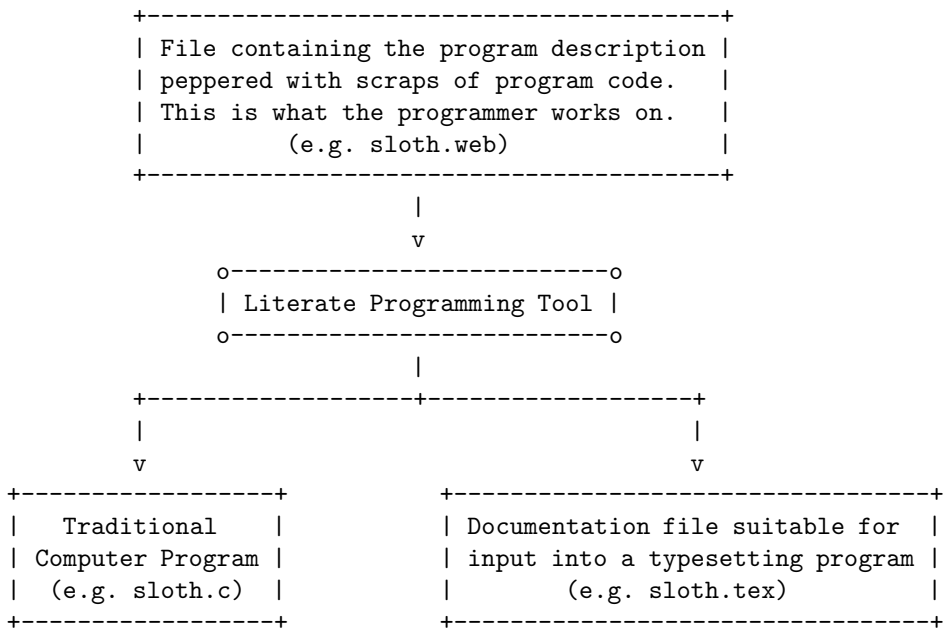 File containing the program description
peppered with scraps of program code.
This is what the programmer works on.
(e.g. sloth.web)
Literate Programming Tool
Traditional
Computer Program
(e.g. sloth.c)
Documentation file suitable for
input into a typesetting program
(e.g. sloth.tex)